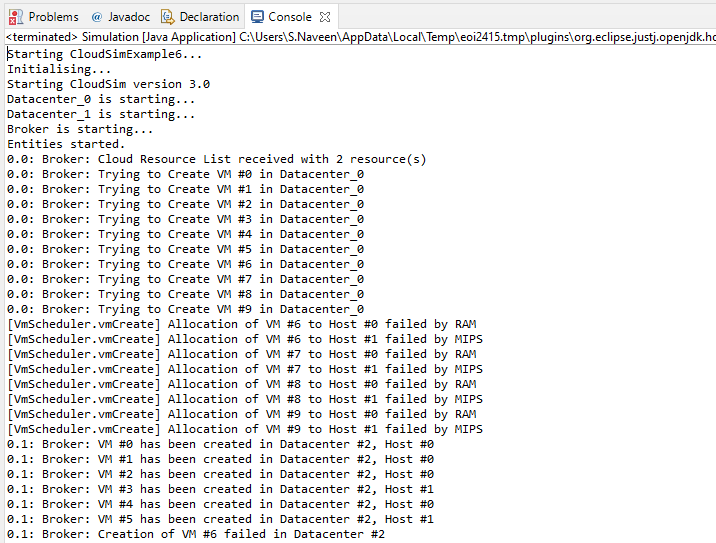 Problems @ Javadoc Declaration Console
<terminated> Simulation [Java Application] C:\Users\S.Naveen\AppData\Local\Temp\eoi2415.tmp\plugins\org.eclipse.justj.openjdk.ho
Starting CloudSimExample6...
Initialising...
Starting CloudSim version 3.0
Datacenter_0 is starting...
Datacenter_1 is starting...
Broker is starting...
Entities started.
0.0: Broker: Cloud Resource List received with 2 resource(s)
0.0: Broker: Trying to Create VM #0 in Datacenter_0
0.0: Broker: Trying to Create VM #1 in Datacenter_0
0.0: Broker: Trying to Create VM #2 in Datacenter_0
0.0: Broker: Trying to Create VM #3 in Datacenter_0
0.0: Broker: Trying to Create VM #4 in Datacenter_0
0.0: Broker: Trying to Create VM #5 in Datacenter_0
0.0: Broker: Trying to Create VM #6 in Datacenter_0
0.0: Broker: Trying to Create VM #7 in Datacenter_0
0.0: Broker: Trying to Create VM #8 in Datacenter_0
0.0: Broker: Trying to Create VM #9 in Datacenter_0
[VmScheduler.vmCreate] Allocation of VM #6 to Host #0 failed by RAM
[VmScheduler.vmCreate] Allocation of VM #6 to Host #1 failed by MIPS
[VmScheduler.vmCreate] Allocation of VM #7 to Host #0 failed by RAM
[VmScheduler.vmCreate] Allocation of VM #7 to Host #1 failed by MIPS
[VmScheduler.vmCreate] Allocation of VM #8 to Host #0 failed by RAM
[VmScheduler.vmCreate] Allocation of VM #8 to Host #1 failed by MIPS
[VmScheduler.vmCreate] Allocation of VM #9 to Host #0 failed by RAM
[VmScheduler.vmCreate] Allocation of VM #9 to Host #1 failed by MIPS
0.1: Broker: VM #0 has been created in Datacenter #2, Host #0
0.1: Broker: VM #1 has been created in Datacenter #2, Host #0
0.1: Broker: VM #2 has been created in Datacenter #2, Host #0
0.1: Broker: VM #3 has been created in Datacenter #2, Host #1
0.1: Broker: VM #4 has been created in Datacenter #2, Host #0
0.1: Broker: VM #5 has been created in Datacenter #2, Host #1
0.1: Broker: Creation of VM #6 failed in Datacenter #2